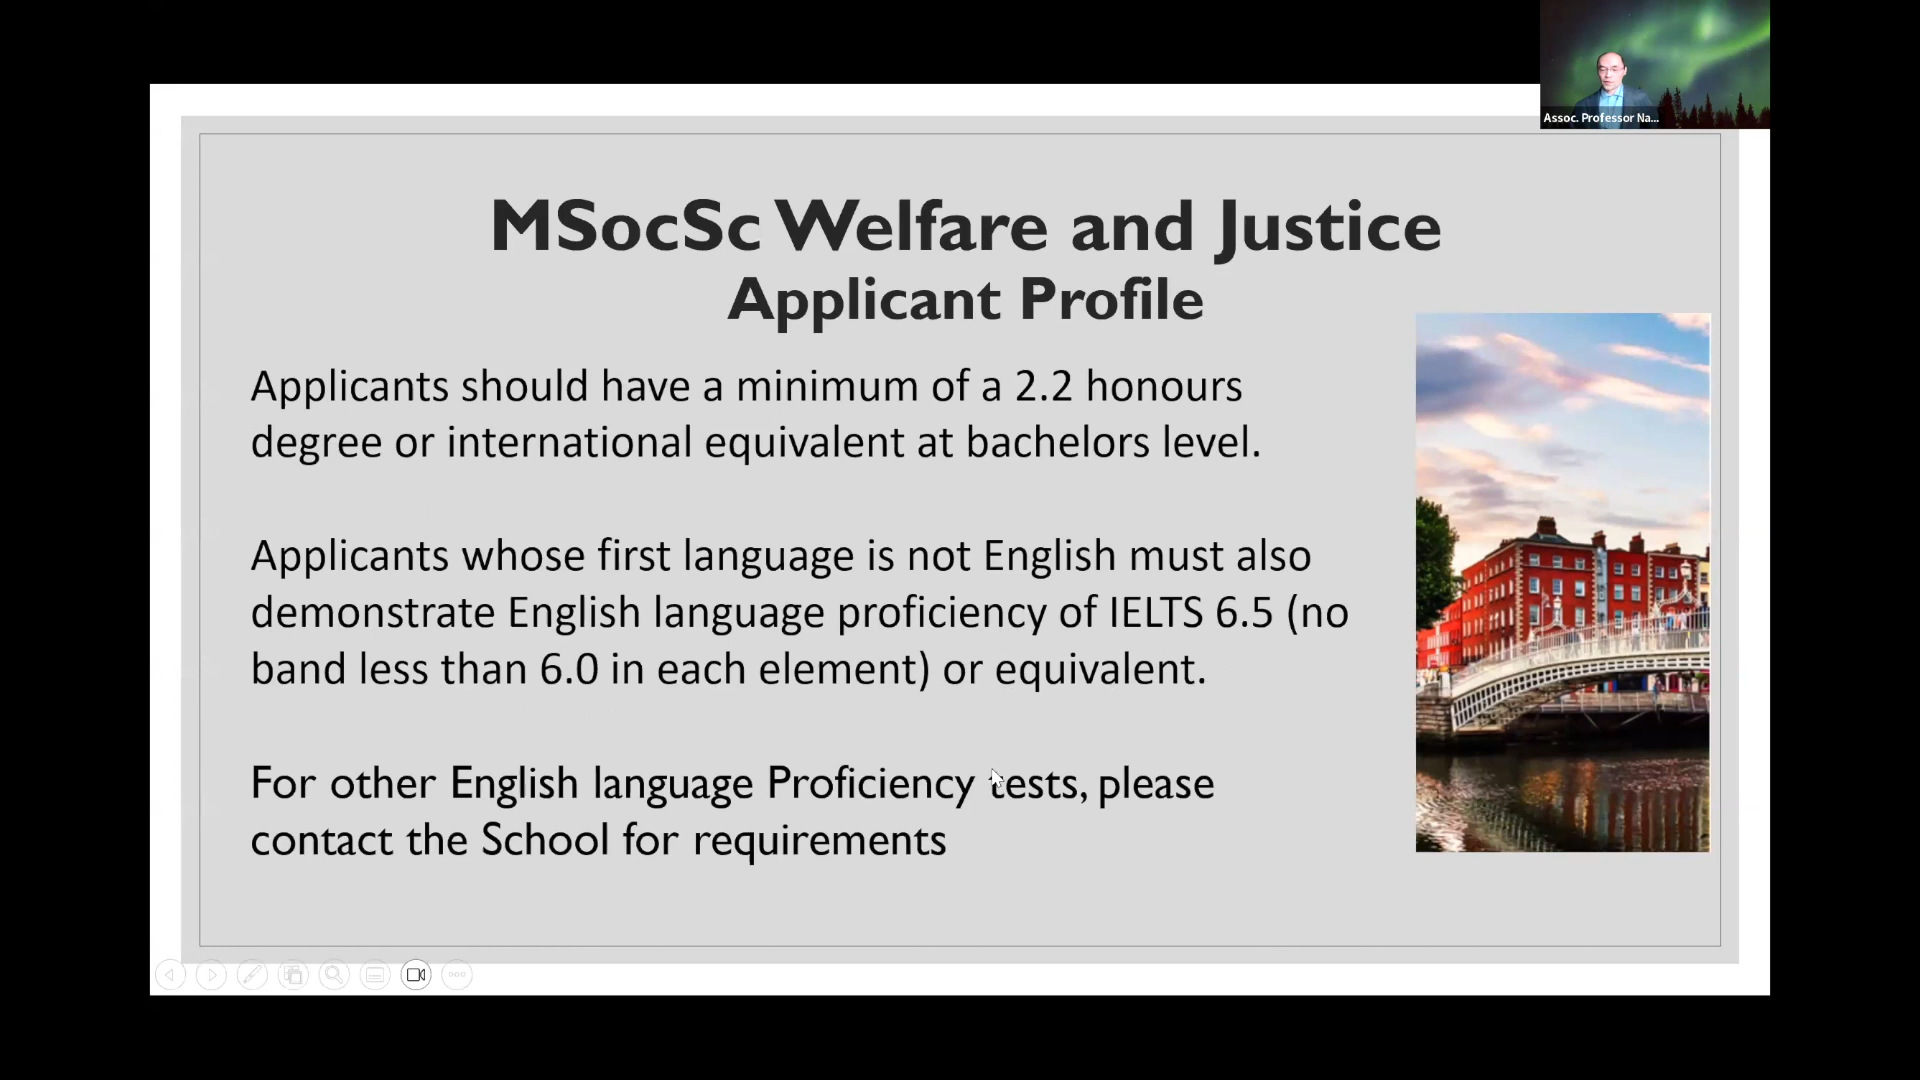 Assoc. Professor Na...
MSocSc Welfare and Justice
Applicant Profile
Applicants should have a minimum of a 2.2 honours
degree or international equivalent at bachelors level.
Applicants whose first language is not English must also
demonstrate English language proficiency of IELTS 6.5 (no
band less than 6.0 in each element) or equivalent.
For other English language Proficiency tests, please
contact the School for requirements